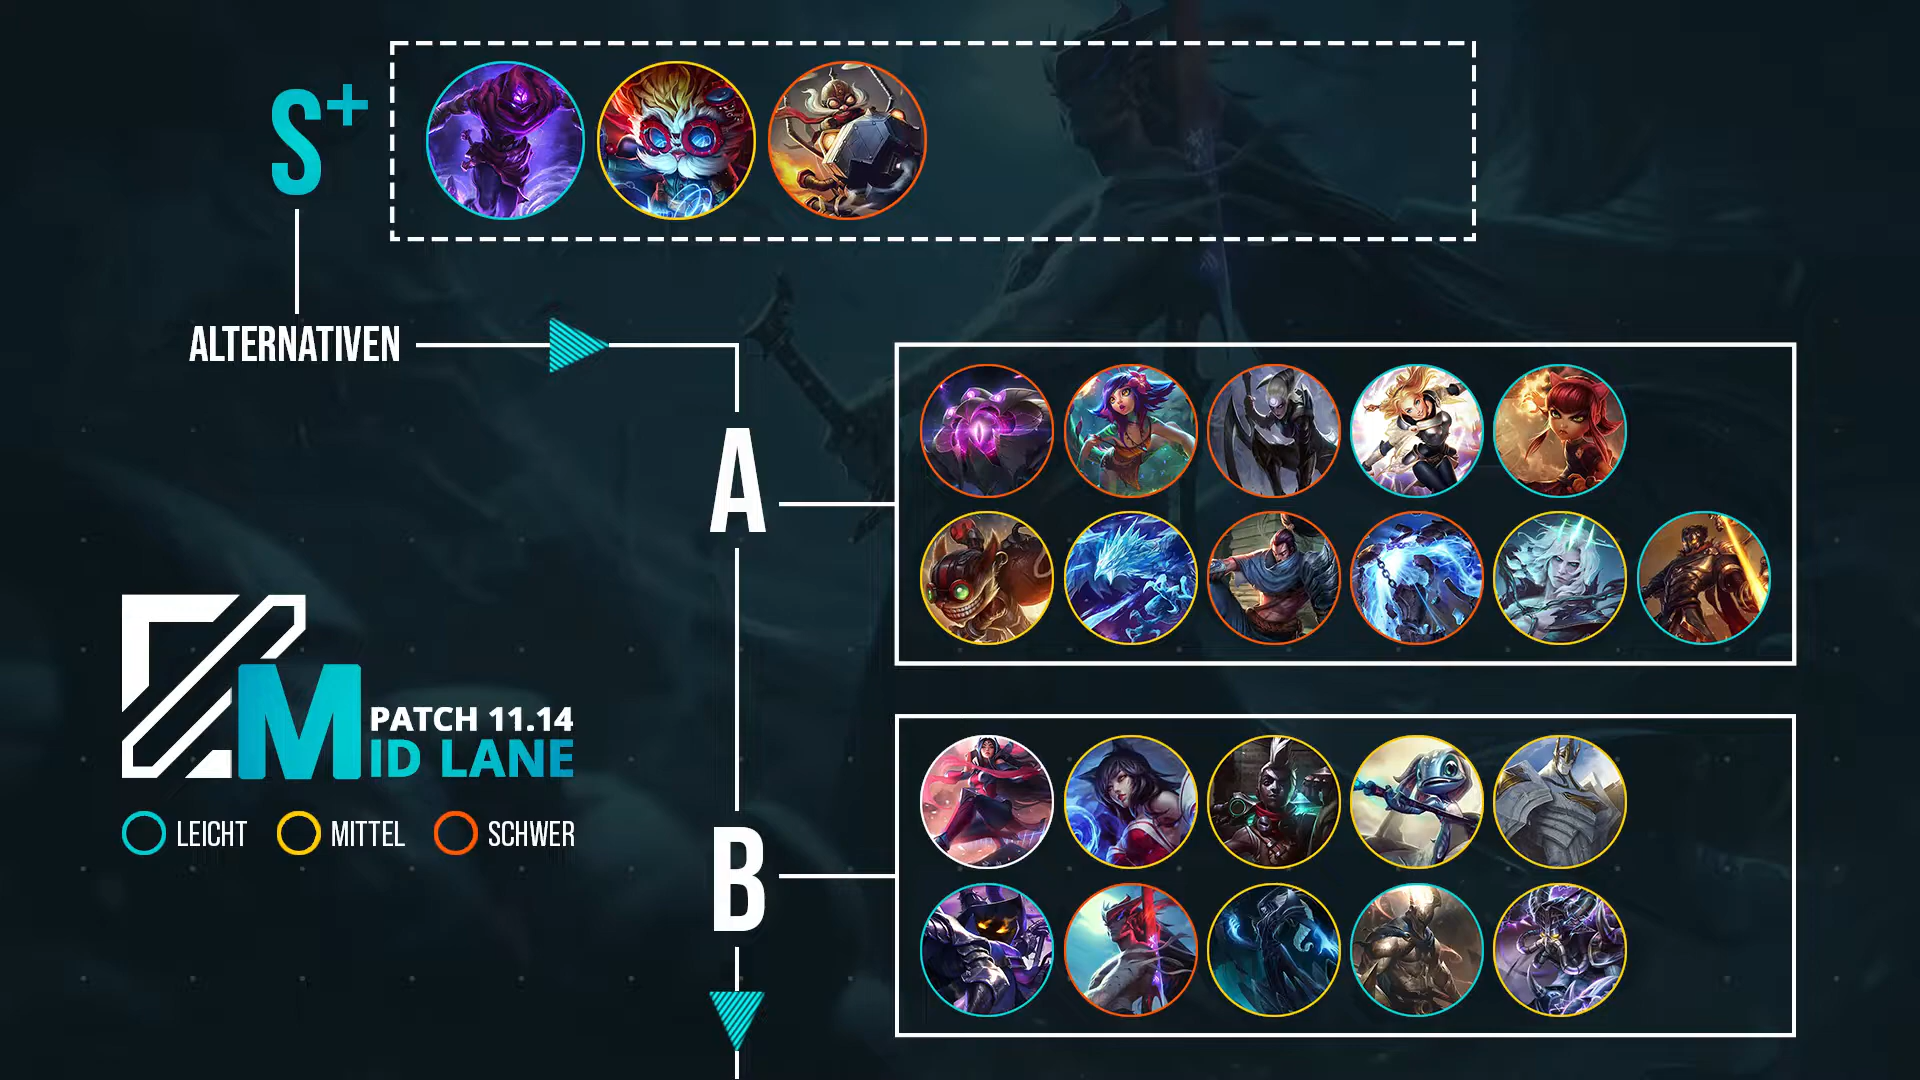 S+
ALTERNATIVEN
A
PATCH 11.14
MID LANE
LEICHT
MITTEL
SCHWER
B